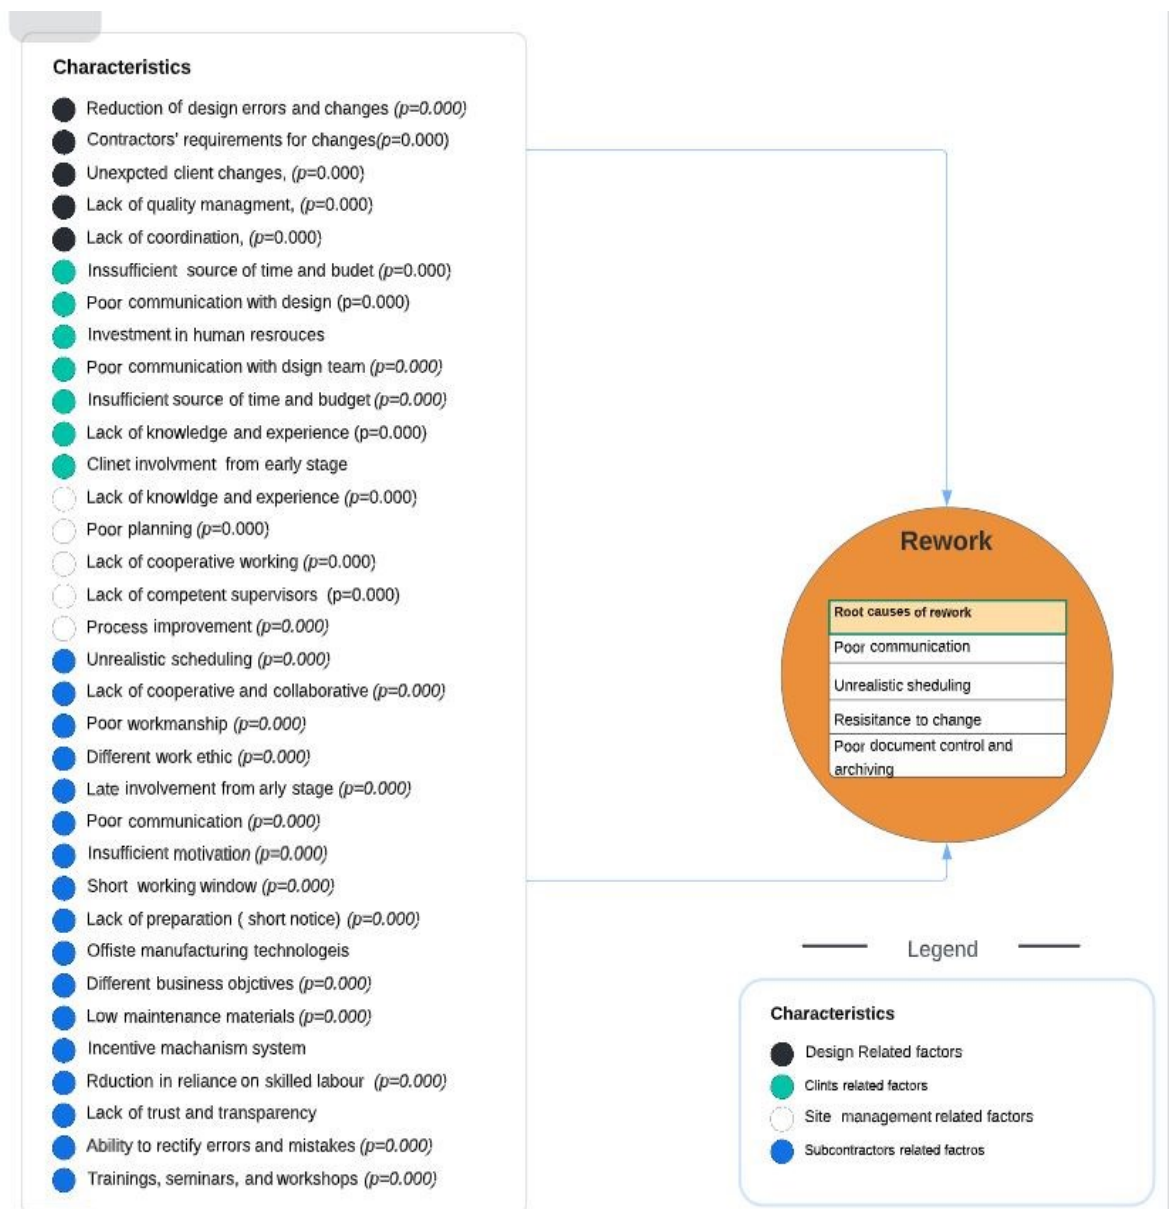 Characteristics
Reduction of design errors and changes (p=0.000)
Contractors' requirements for changes(p=0.000)
Unexpcted client changes, (p=0.000)
Lack of quality managment, (p=0.000)
Lack of coordination, (p=0.000)
Inssufficient source of time and budet (p=0.000)
Poor communication with design (p=0.000)
Investment in human resrouces
Poor communication with dsign team (p=0.000)
Insufficient source of time and budget (p=0.000)
Lack of knowledge and experience (p=0.000)
Clinet involvment from early stage
Lack of knowldge and experience (p=0.000)
Poor planning (p=0.000)
Lack of cooperative working (p=0.000)
Lack of competent supervisors (p=0.000)
Process improvement (p=0.000)
Unrealistic scheduling (p=0.000)
Lack of cooperative and collaborative (p=0.000)
Poor workmanship (p=0.000)
Different work ethic (p=0.000)
Late involvement from arly stage (p=0.000)
Poor communication (p=0.000)
Insufficient motivation (p=0.000)
Short working window (p=0.000)
Lack of preparation ( short notice) (p=0.000)
Offiste manufacturing technologeis
Different business objctives (p=0.000)
Low maintenance materials (p=0.000)
Incentive machanism system
Rduction in reliance on skilled labour (p=0.000)
Lack of trust and transparency
Ability to rectify errors and mistakes (p=0.000)
Trainings, seminars, and workshops (p=0.000)
Rework
Root causes of rework
Poor communication
Unrealistic sheduling
Resisitance to change
Poor document control and
archiving
Legend
Characteristics
Design Related factors
Clints related factors
Site management related factors
Subcontractors related factros